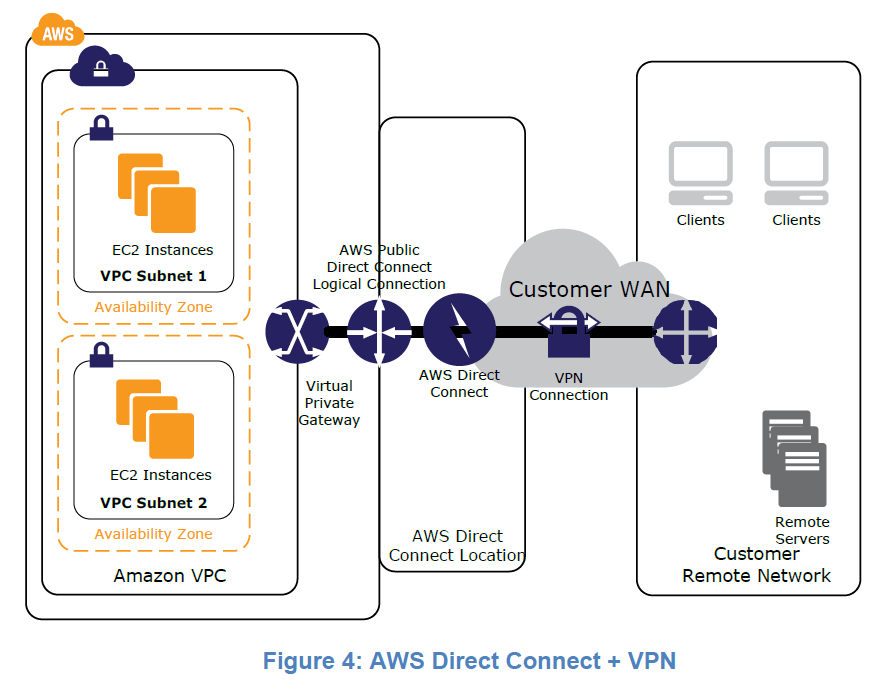 AWS
EC2 Instances
VPC Subnet 1
Availability Zone
EC2 Instances
VPC Subnet 2
Availability Zone
Amazon VPC
AWS Public
Direct Connect
Logical Connection
Virtual
Private
Gateway
AWS Direct
Connect
AWS Direct
Connect Location
Customer WAN
VPN
Connection
Clients
Clients
Remote
Servers
Customer
Remote Network
Figure 4: AWS Direct Connect + VPN